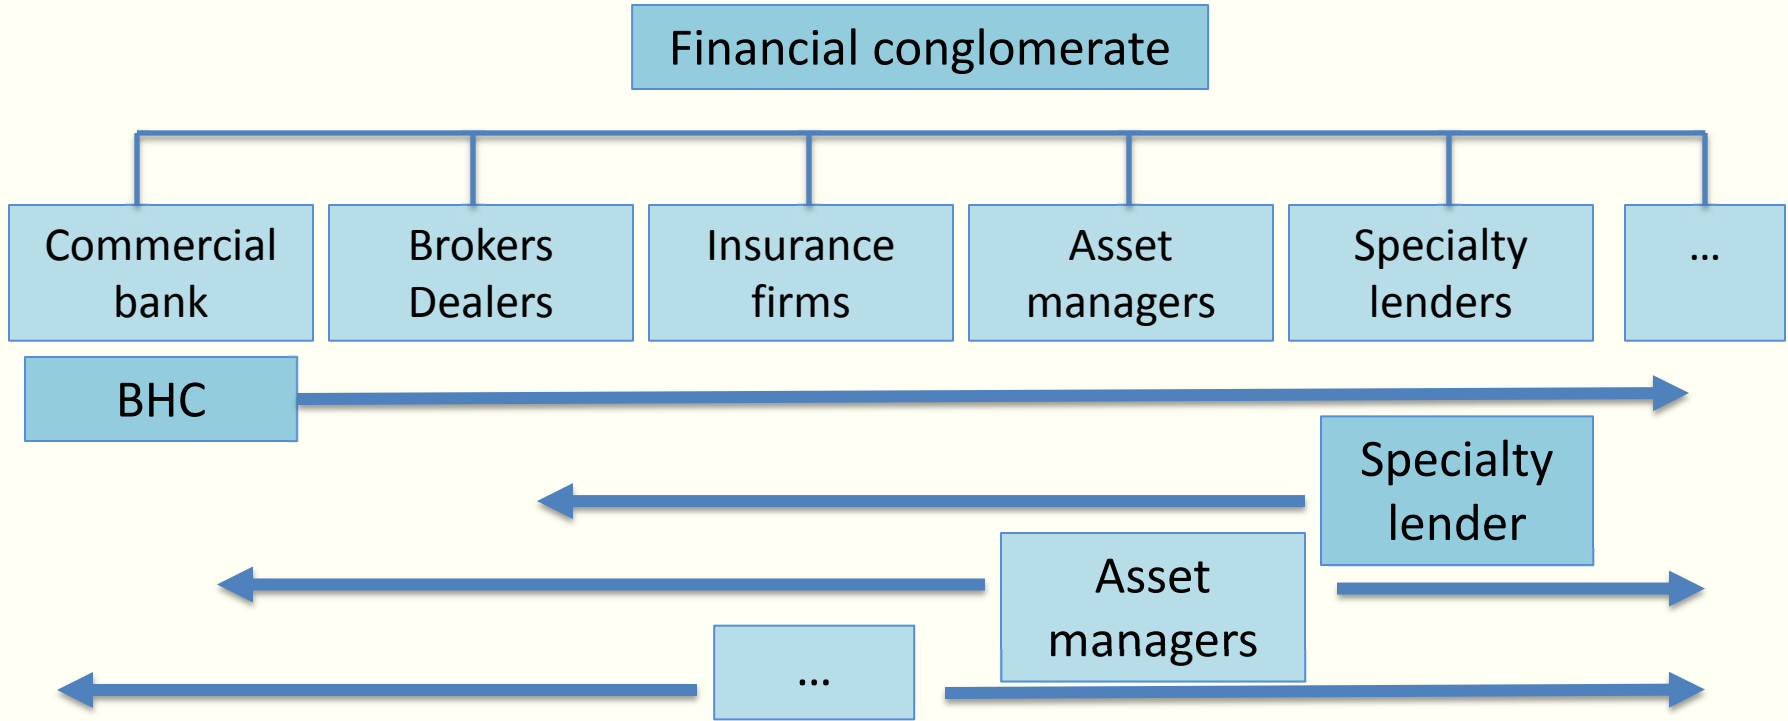 Financial conglomerate
Commercial
bank
Brokers
Dealers
Insurance
firms
Asset
managers
Specialty
lenders
...
BHC
Specialty
lender
Asset
managers
...